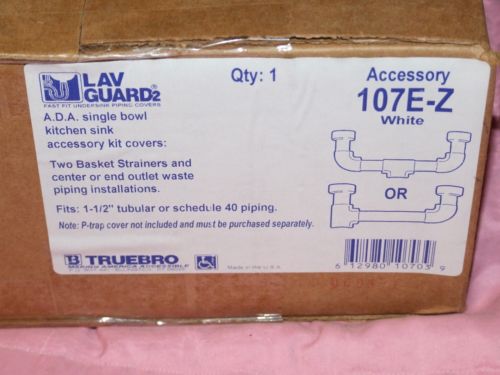 LAV
GUARD2
FAST FIT UNDERSINK PIPING COVERS
Qty: 1
Accessory
107E-Z
White
A.D.A. single bowl
kitchen sink
accessory kit covers:
Two Basket Strainers and
center or end outlet waste
piping installations.
OR
Fits: 1-1/2" tubular or schedule 40 piping.
Note: P-trap cover not included and must be purchased separately.
TRUEBRO
MAKING AMERICA ACCESSIBLE
Made in the U.S.A.
6 12980 10703 9